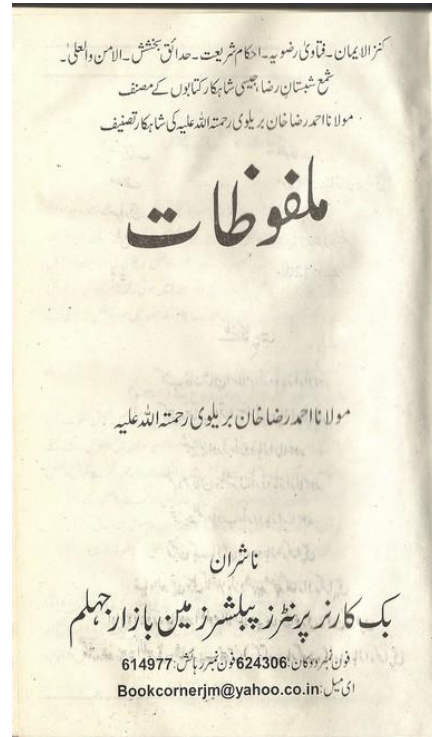 کنز الایمان۔ فتاویٰ رضویہ۔ احکام شریعت۔ حدائق بخشش۔ الامن والعلیٰ۔
شمع شبستانِ رضا، جیسی شاہکار کتابوں کے مصنف
مولانا احمد رضا خان بریلوی رحمتہ اللہ علیہ کی شاہکار تصنیف
ملفوظات
مولانا احمد رضا خان بریلوی رحمتہ اللہ علیہ
ناشران
بک کارنر پرنٹرز پبلشرز مین بازار جہلم
فون نمبر دوکان: 624306 فون نمبر رہائش: 614977
ای میل: Bookcornerjm@yahoo.co.in